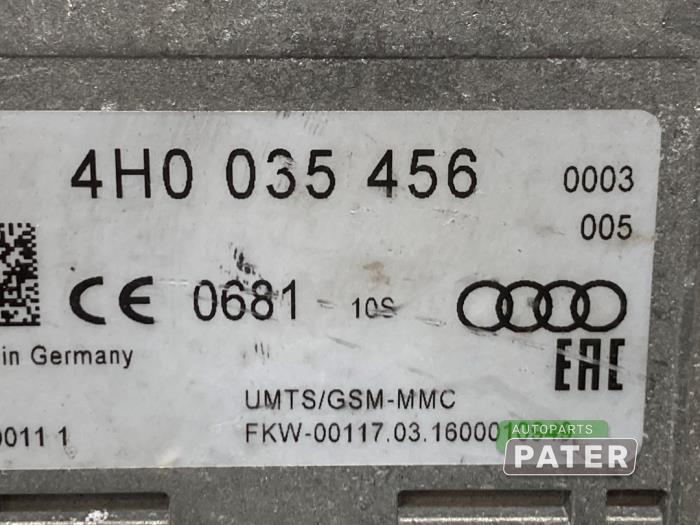 4H0 035 456 0003
005
CE 0681 10S
in Germany
EAC
UMTS/GSM-MMC
0011 1 FKW-00117.03.160001
AUTOPARTS
PATER